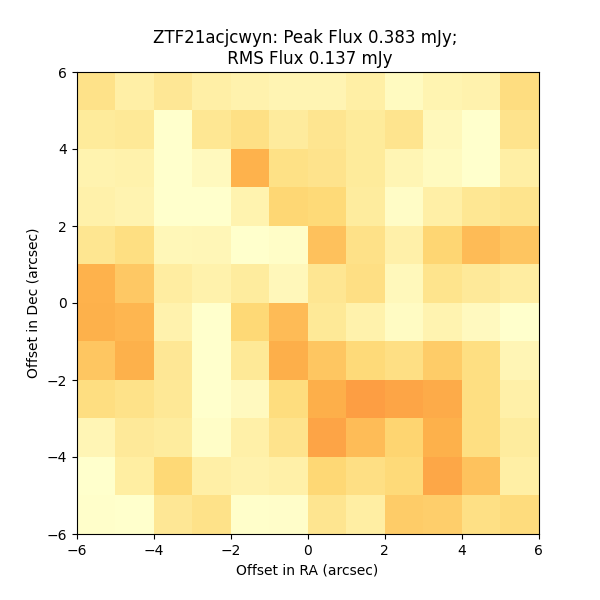 ZTF21acjcwyn: Peak Flux 0.383 mJy;
RMS Flux 0.137 mJy
6
4
2
0
−2
−4
−6
Offset in Dec (arcsec)
−6 −4 −2 0 2 4 6
Offset in RA (arcsec)